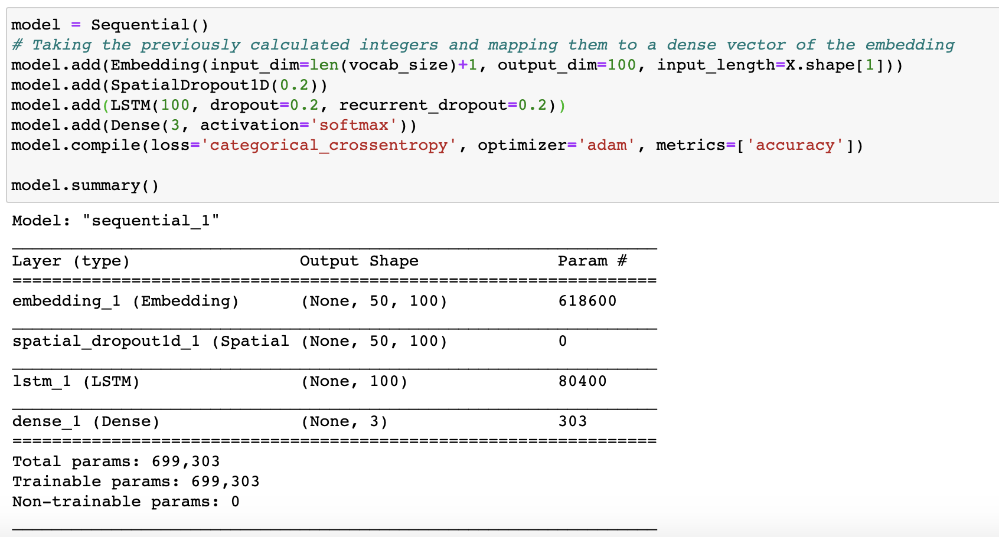 model = Sequential()
# Taking the previously calculated integers and mapping them to a dense vector of the embedding
model.add(Embedding(input_dim=len(vocab_size)+1, output_dim=100, input_length=X.shape[1]))
model.add(SpatialDropout1D(0.2))
model.add(LSTM(100, dropout=0.2, recurrent_dropout=0.2))
model.add(Dense(3, activation='softmax'))
model.compile(loss='categorical_crossentropy', optimizer='adam', metrics=['accuracy'])
model.summary()
Model: "sequential_1"
_________________________________________________________________
Layer (type)                 Output Shape              Param #
=================================================================
embedding_1 (Embedding)      (None, 50, 100)           618600
_________________________________________________________________
spatial_dropout1d_1 (Spatial (None, 50, 100)           0
_________________________________________________________________
lstm_1 (LSTM)                (None, 100)               80400
_________________________________________________________________
dense_1 (Dense)              (None, 3)                 303
=================================================================
Total params: 699,303
Trainable params: 699,303
Non-trainable params: 0
_________________________________________________________________